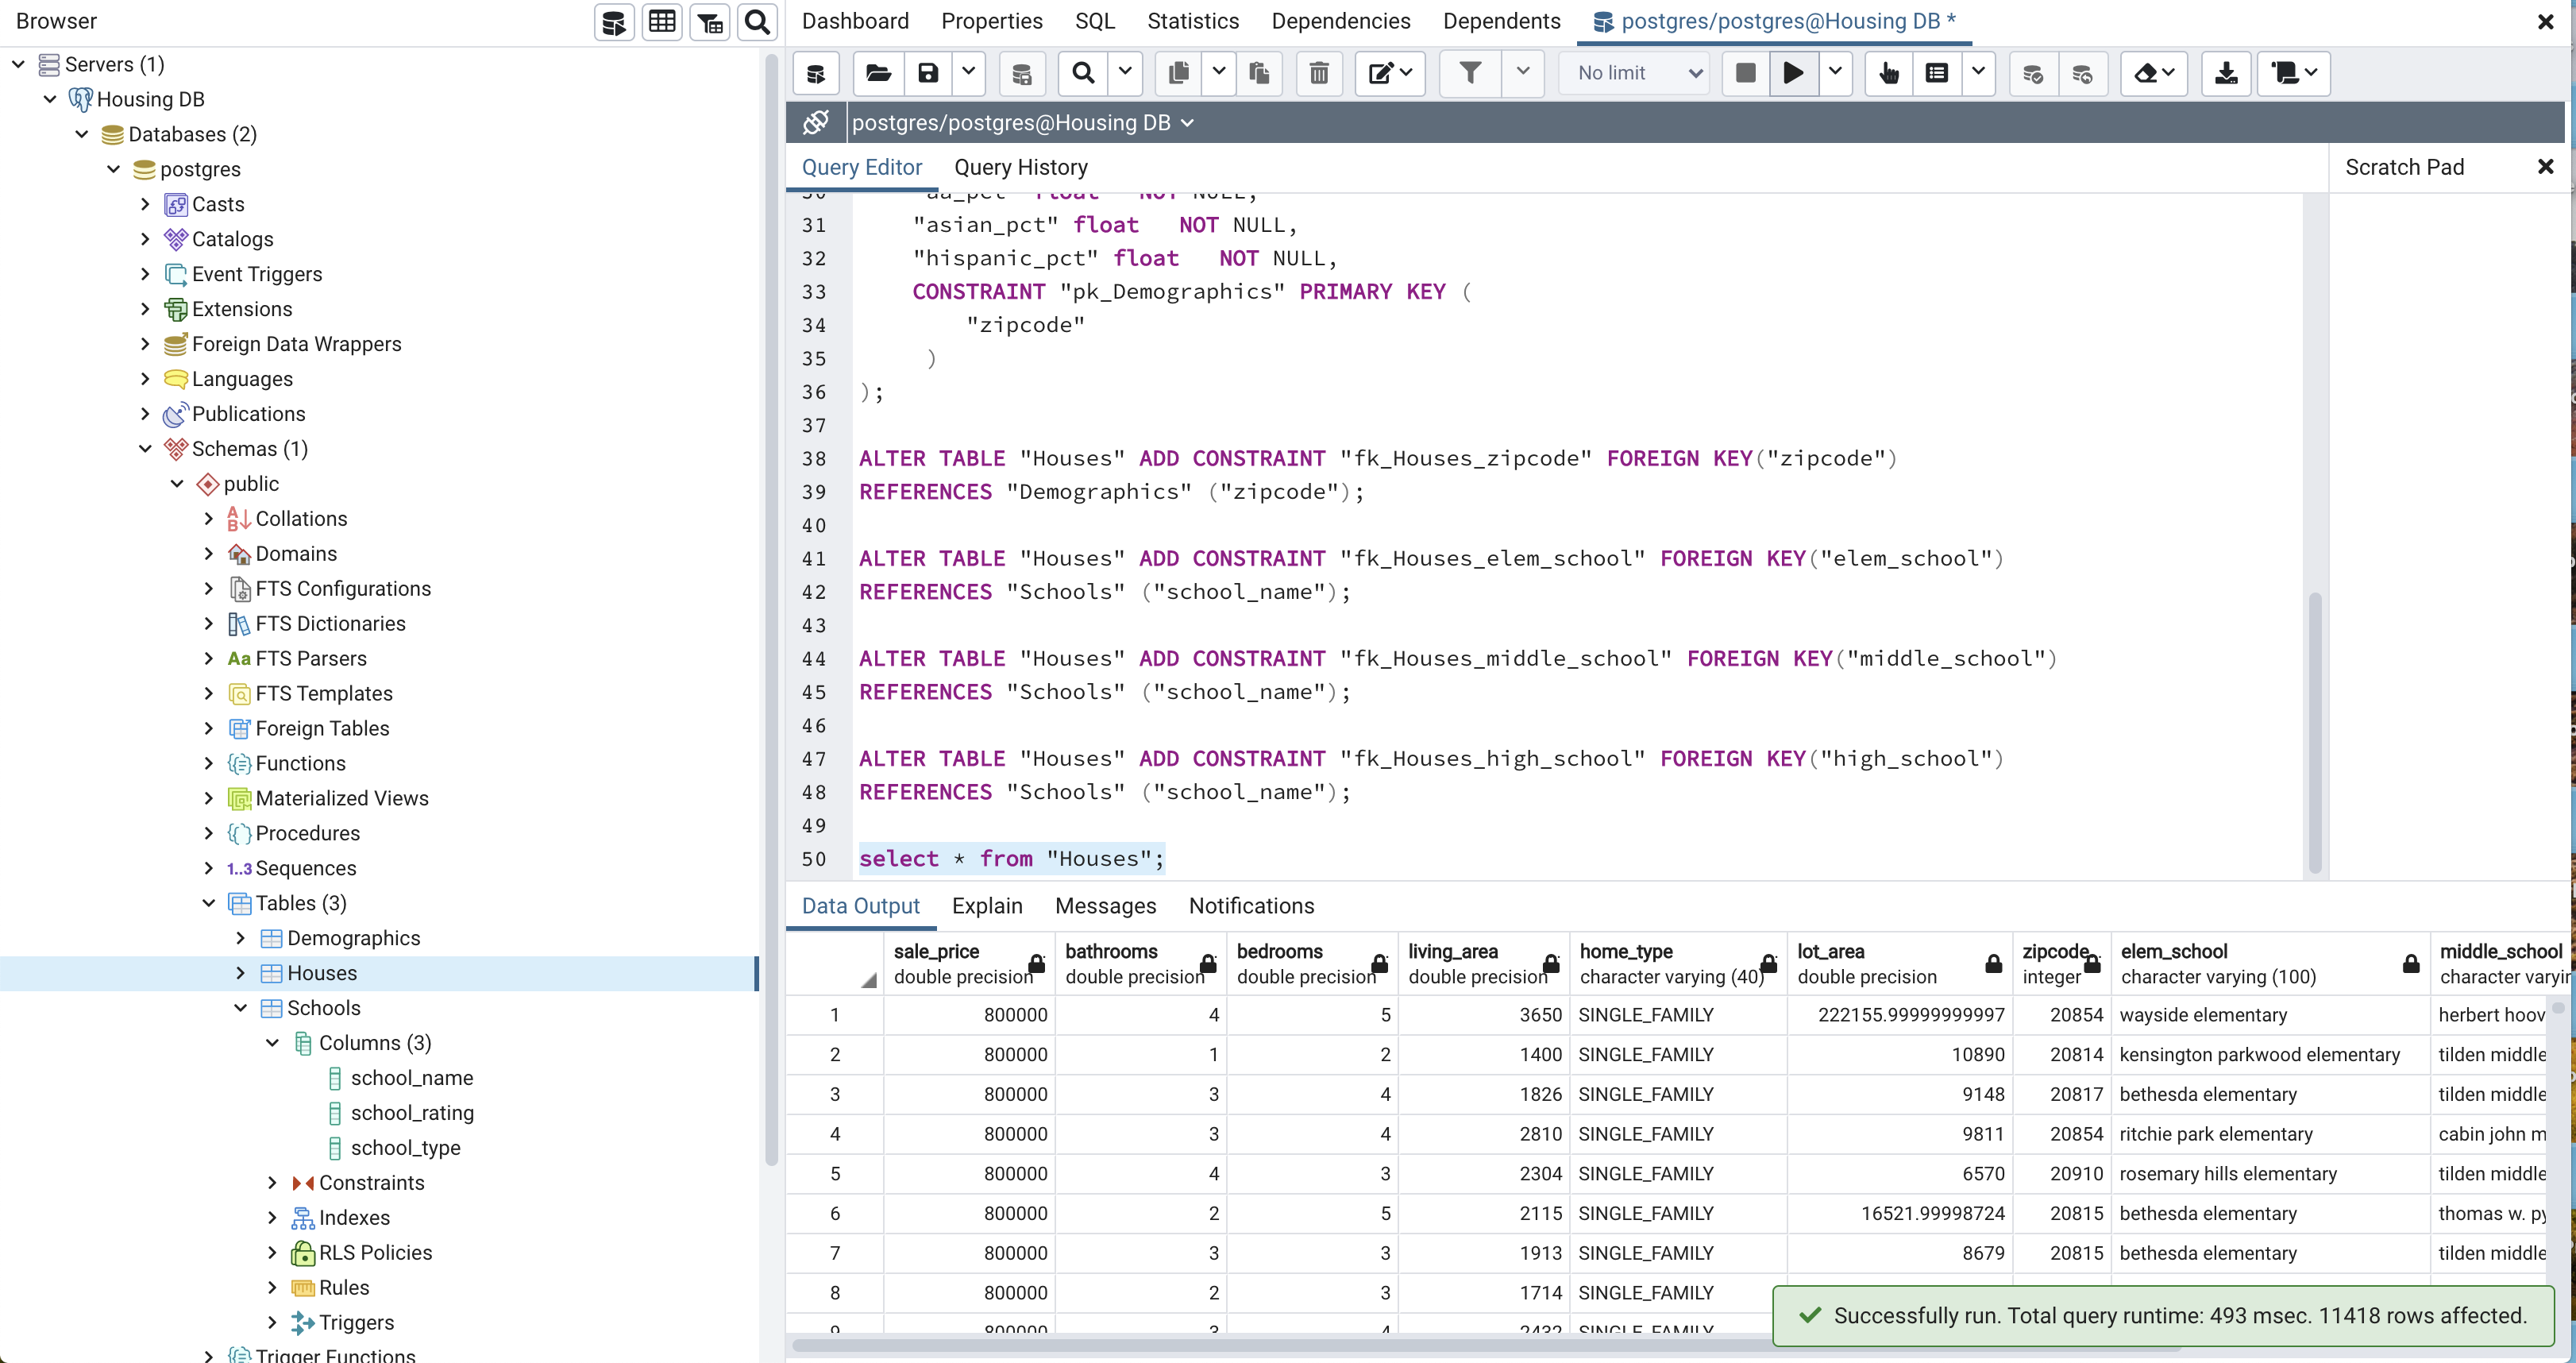 Browser
Servers (1)
Housing DB
Databases (2)
postgres
Casts
Catalogs
Event Triggers
Extensions
Foreign Data Wrappers
Languages
Publications
Schemas (1)
public
Collations
Domains
FTS Configurations
FTS Dictionaries
Aa FTS Parsers
FTS Templates
Foreign Tables
Functions
Materialized Views
Procedures
1..3 Sequences
Tables (3)
Demographics
Houses
Schools
Columns (3)
school_name
school_rating
school_type
Constraints
Indexes
RLS Policies
Rules
Triggers
Trigger Functions
Dashboard Properties SQL Statistics Dependencies Dependents postgres/postgres@Housing DB *
No limit
postgres/postgres@Housing DB
Query Editor Query History Scratch Pad
30 "aa_pct" float NOT NULL,
31 "asian_pct" float NOT NULL,
32 "hispanic_pct" float NOT NULL,
33 CONSTRAINT "pk_Demographics" PRIMARY KEY (
34 "zipcode"
35 )
36 );
37
38 ALTER TABLE "Houses" ADD CONSTRAINT "fk_Houses_zipcode" FOREIGN KEY("zipcode")
39 REFERENCES "Demographics" ("zipcode");
40
41 ALTER TABLE "Houses" ADD CONSTRAINT "fk_Houses_elem_school" FOREIGN KEY("elem_school")
42 REFERENCES "Schools" ("school_name");
43
44 ALTER TABLE "Houses" ADD CONSTRAINT "fk_Houses_middle_school" FOREIGN KEY("middle_school")
45 REFERENCES "Schools" ("school_name");
46
47 ALTER TABLE "Houses" ADD CONSTRAINT "fk_Houses_high_school" FOREIGN KEY("high_school")
48 REFERENCES "Schools" ("school_name");
49
50 select * from "Houses";
Data Output Explain Messages Notifications
sale_price bathrooms bedrooms living_area home_type lot_area zipcode elem_school middle_school
double precision double precision double precision double precision character varying (40) double precision integer character varying (100) character varyin
1 800000 4 5 3650 SINGLE_FAMILY 222155.99999999997 20854 wayside elementary herbert hoov
2 800000 1 2 1400 SINGLE_FAMILY 10890 20814 kensington parkwood elementary tilden middle
3 800000 3 4 1826 SINGLE_FAMILY 9148 20817 bethesda elementary tilden middle
4 800000 3 4 2810 SINGLE_FAMILY 9811 20854 ritchie park elementary cabin john m
5 800000 4 3 2304 SINGLE_FAMILY 6570 20910 rosemary hills elementary tilden middle
6 800000 2 5 2115 SINGLE_FAMILY 16521.99998724 20815 bethesda elementary thomas w. py
7 800000 3 3 1913 SINGLE_FAMILY 8679 20815 bethesda elementary tilden middle
8 800000 2 3 1714 SINGLE_FAMILY
9 800000 3 4 2432 SINGLE_FAMILY
Successfully run. Total query runtime: 493 msec. 11418 rows affected.